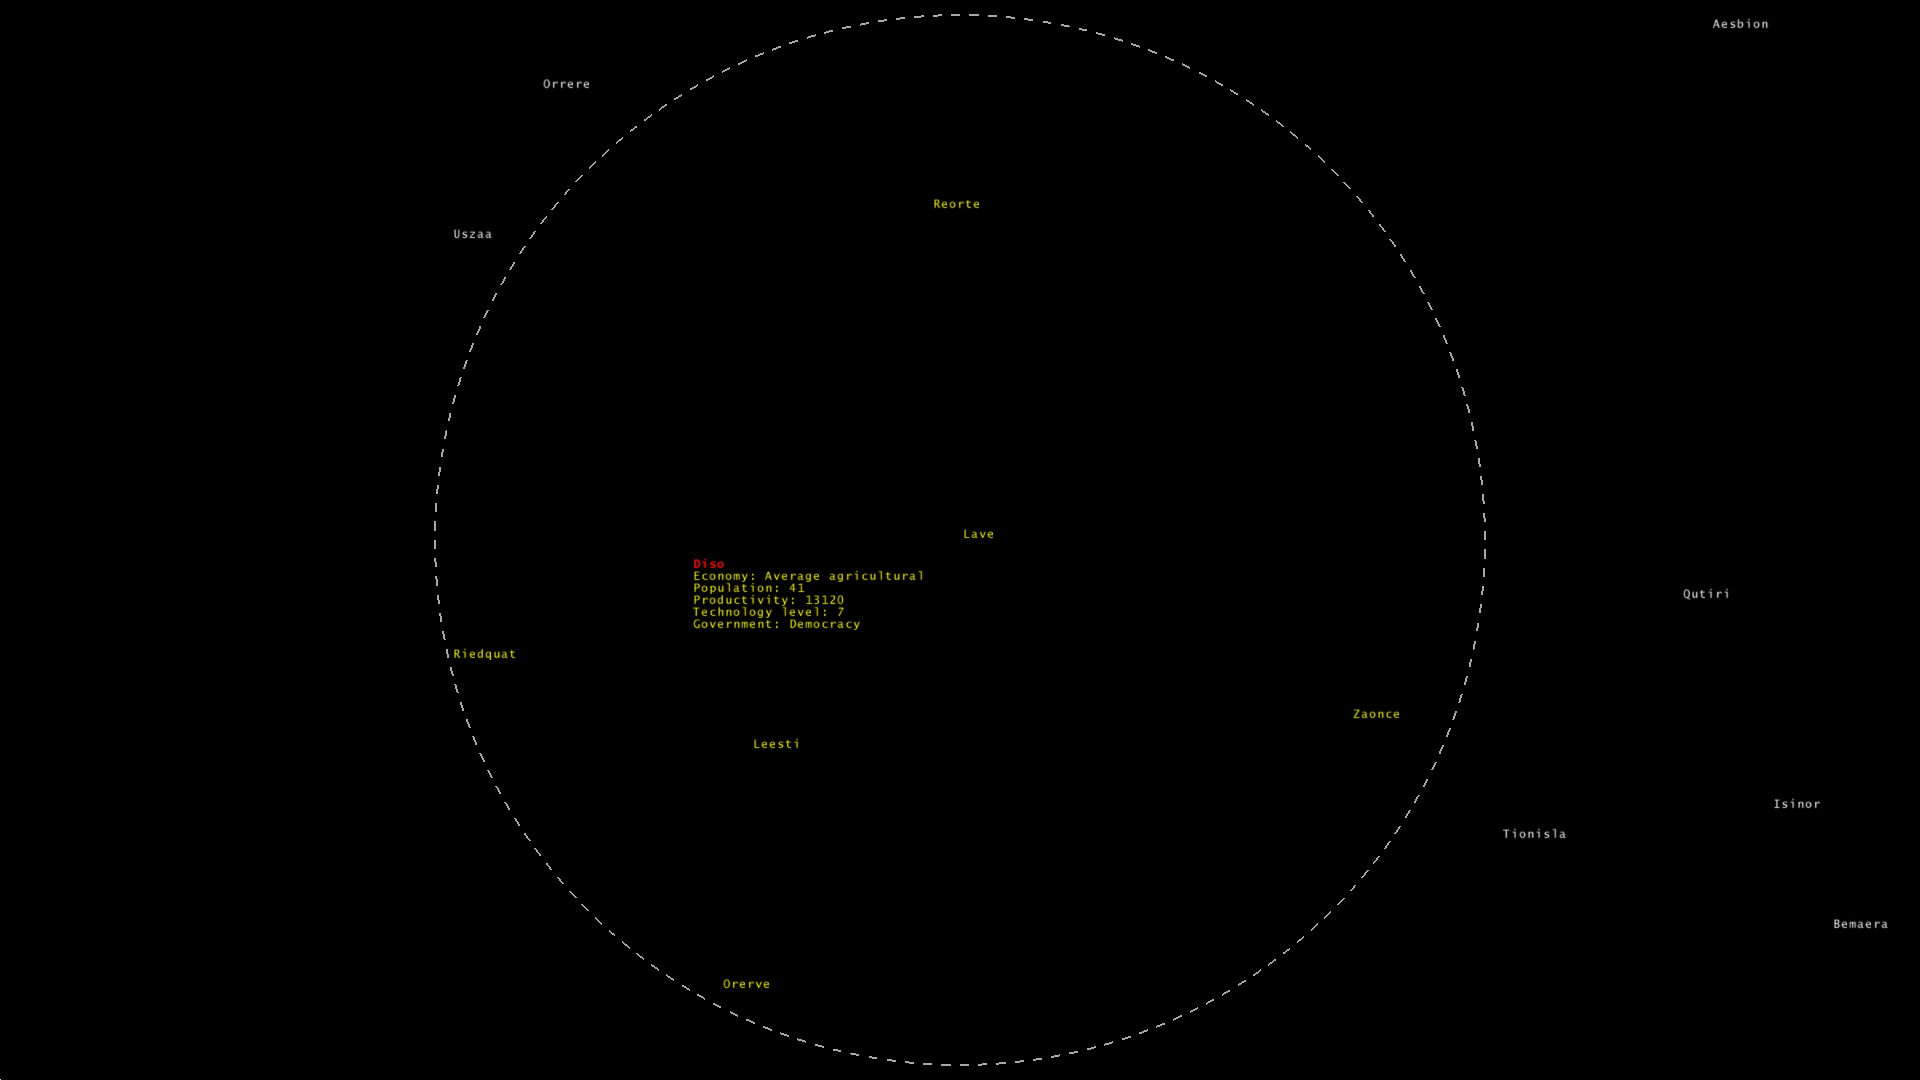 Aesbion
Orrere
Reorte
Uszaa
Lave
Diso
Economy: Average agricultural
Population: 41
Productivity: 13120
Technology level: 7
Government: Democracy
Qutiri
Riedquat
Zaonce
Leesti
Isinor
Tionisla
Bemaera
Orerve